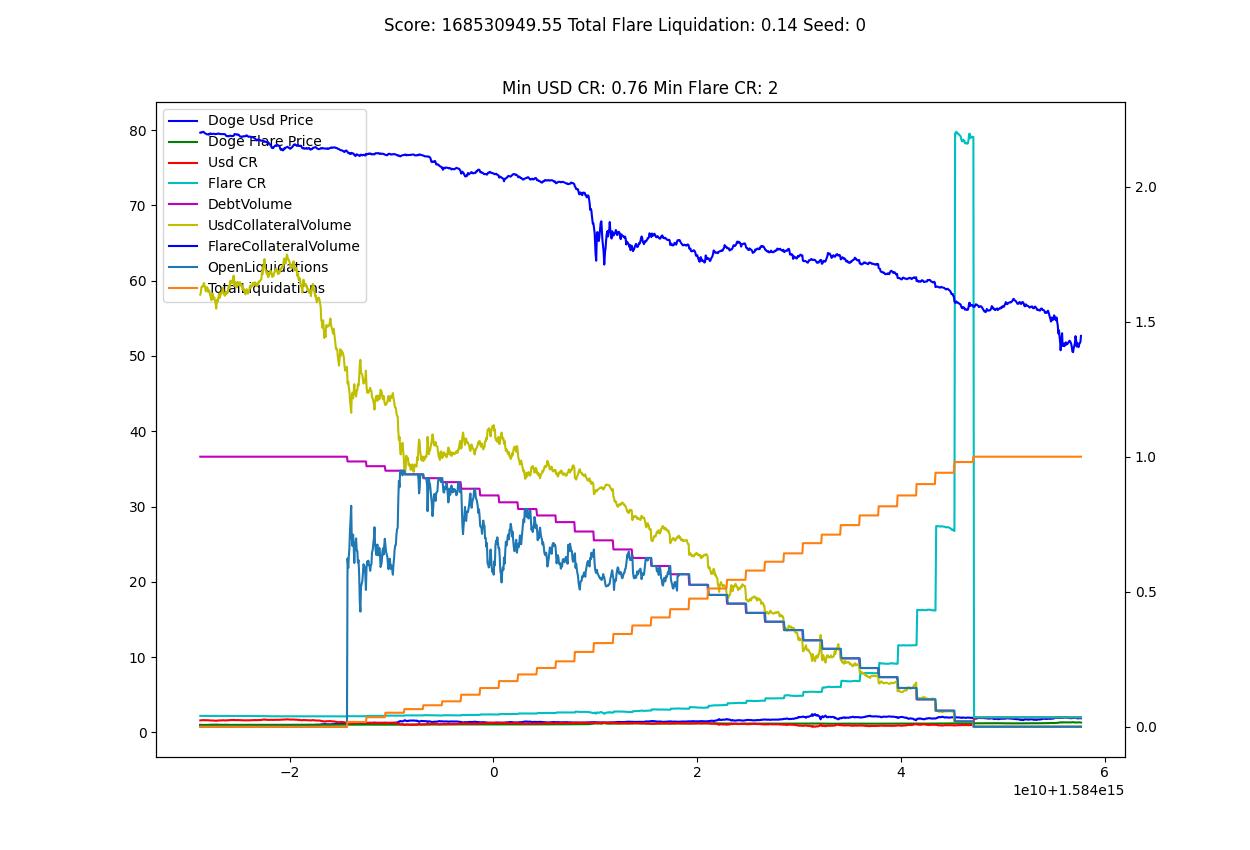 Score: 168530949.55 Total Flare Liquidation: 0.14 Seed: 0
Min USD CR: 0.76 Min Flare CR: 2
Doge Usd Price
Doge Flare Price
Usd CR
Flare CR
DebtVolume
UsdCollateralVolume
FlareCollateralVolume
OpenLiquidations
TotalLiquidations
80
70
60
50
40
30
20
10
0
2.0
1.5
1.0
0.5
0.0
−2
0
2
4
6
1e10+1.584e15